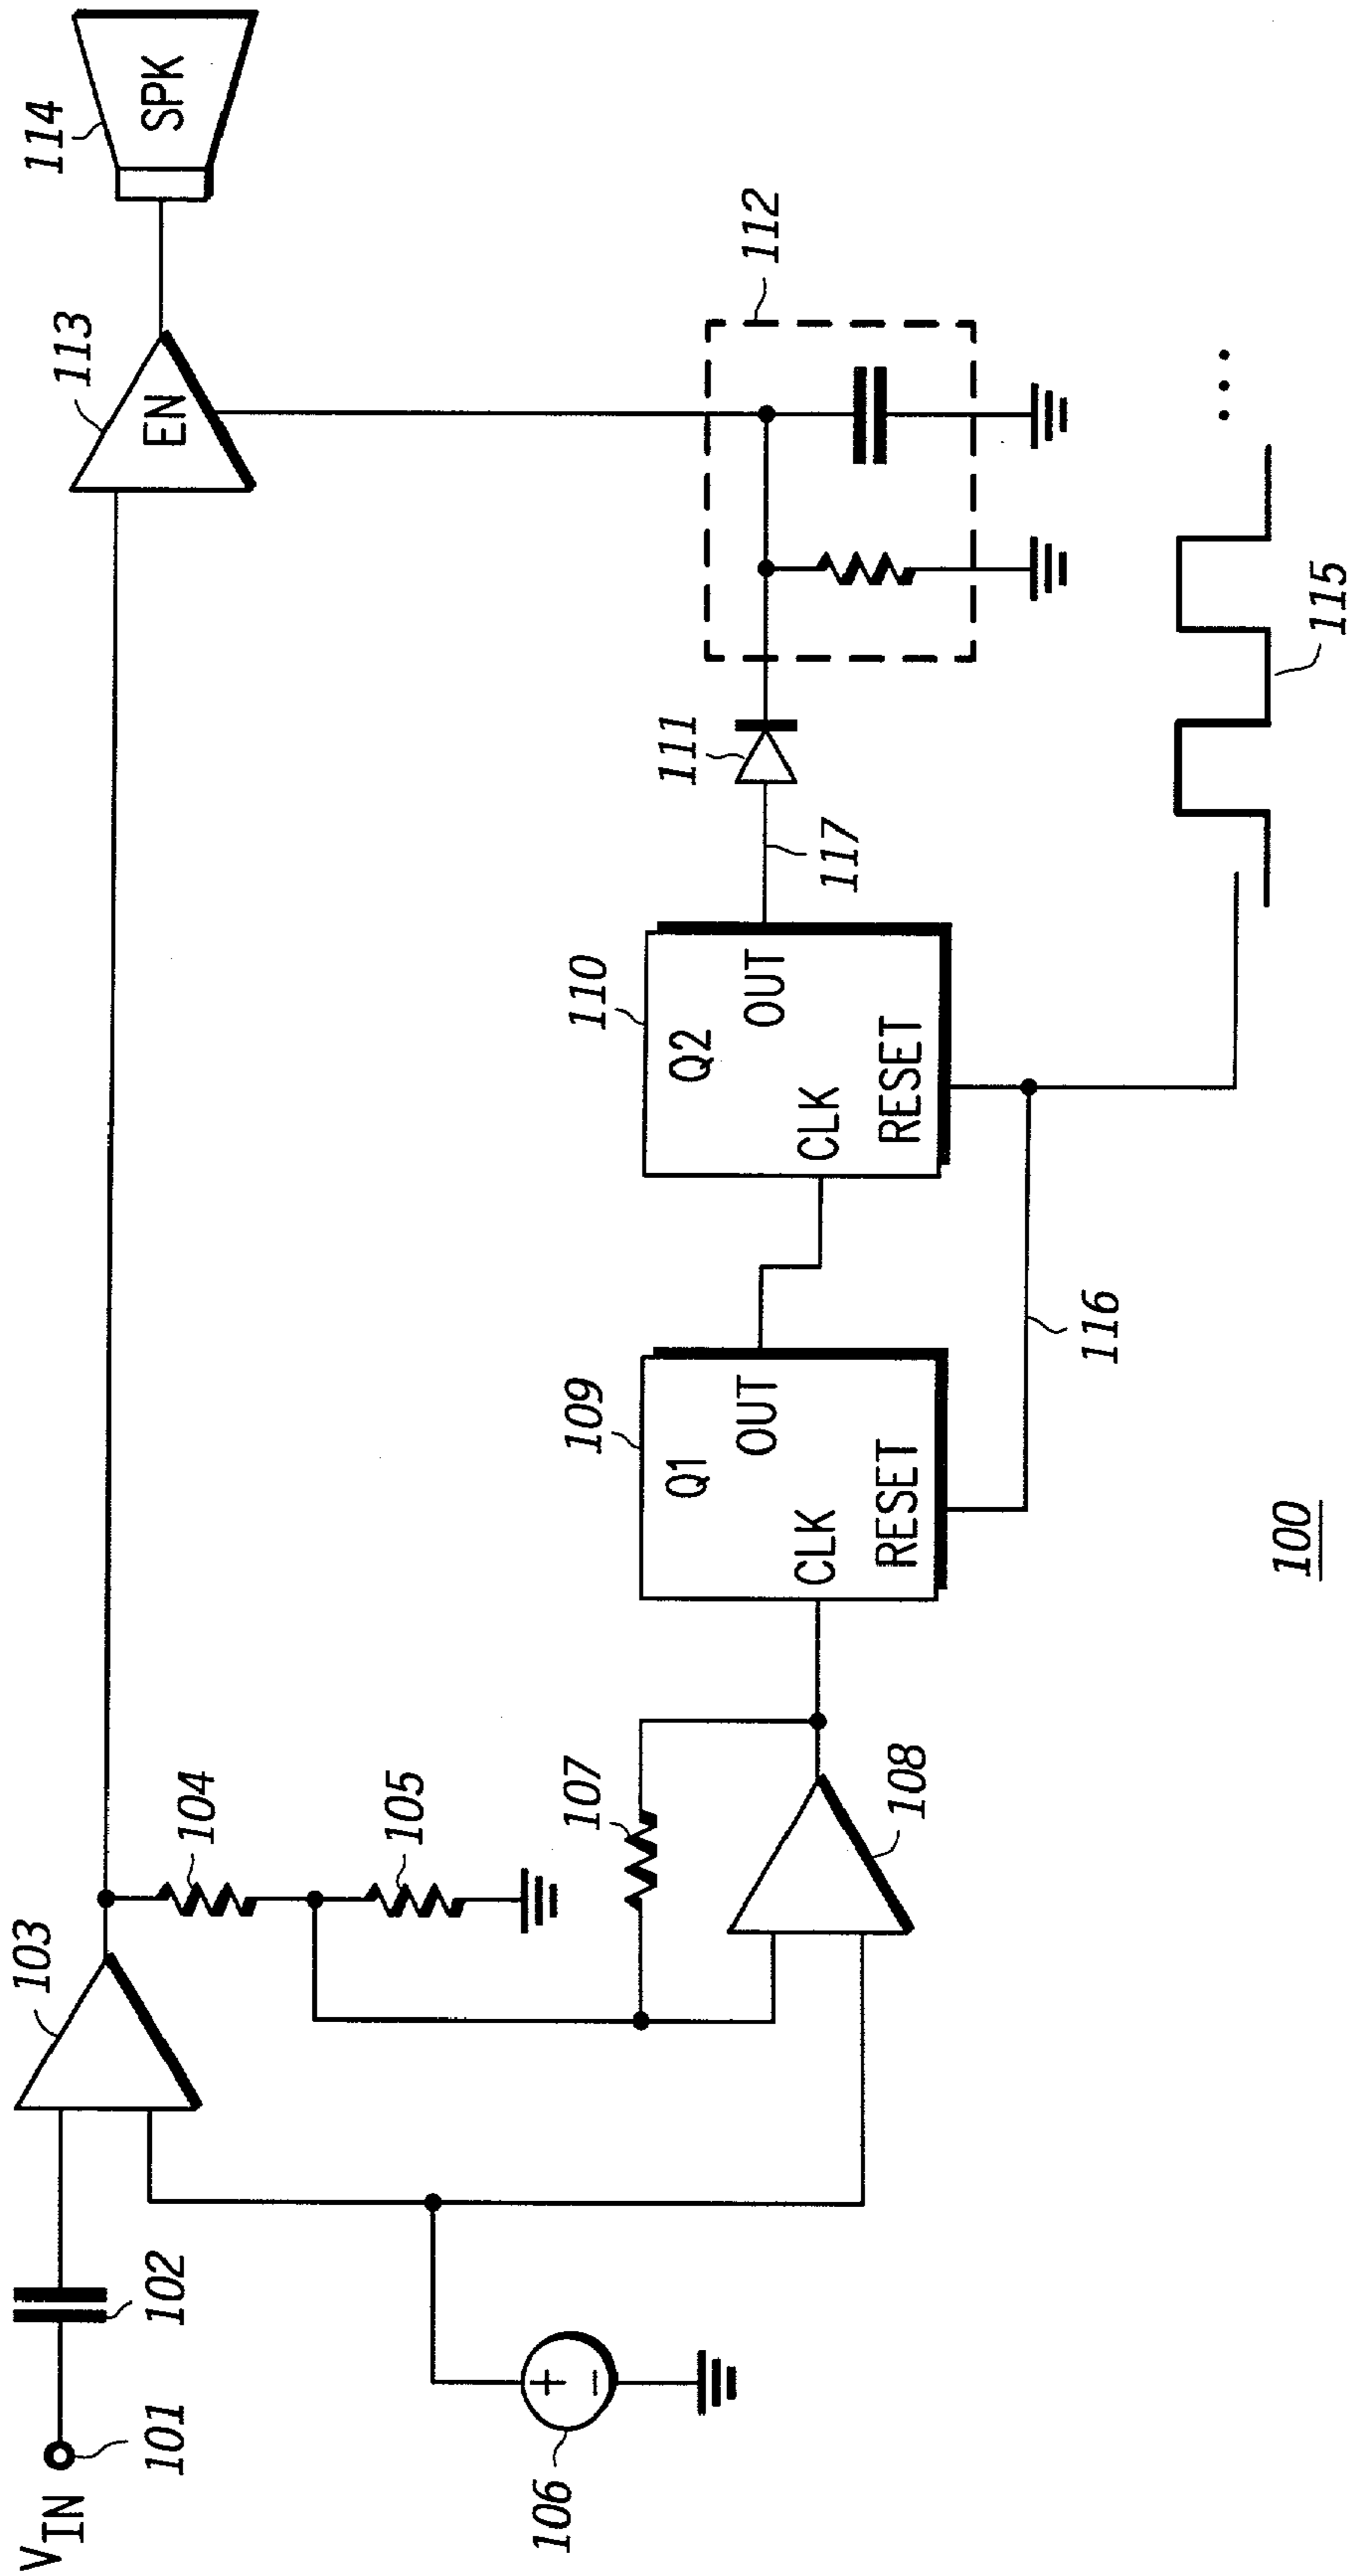 VIN
101
102
103
104
105
106
107
108
109
Q1
OUT
CLK
RESET
110
Q2
OUT
CLK
RESET
116
117
111
112
113
EN
114
SPK
115
...
+
−
100